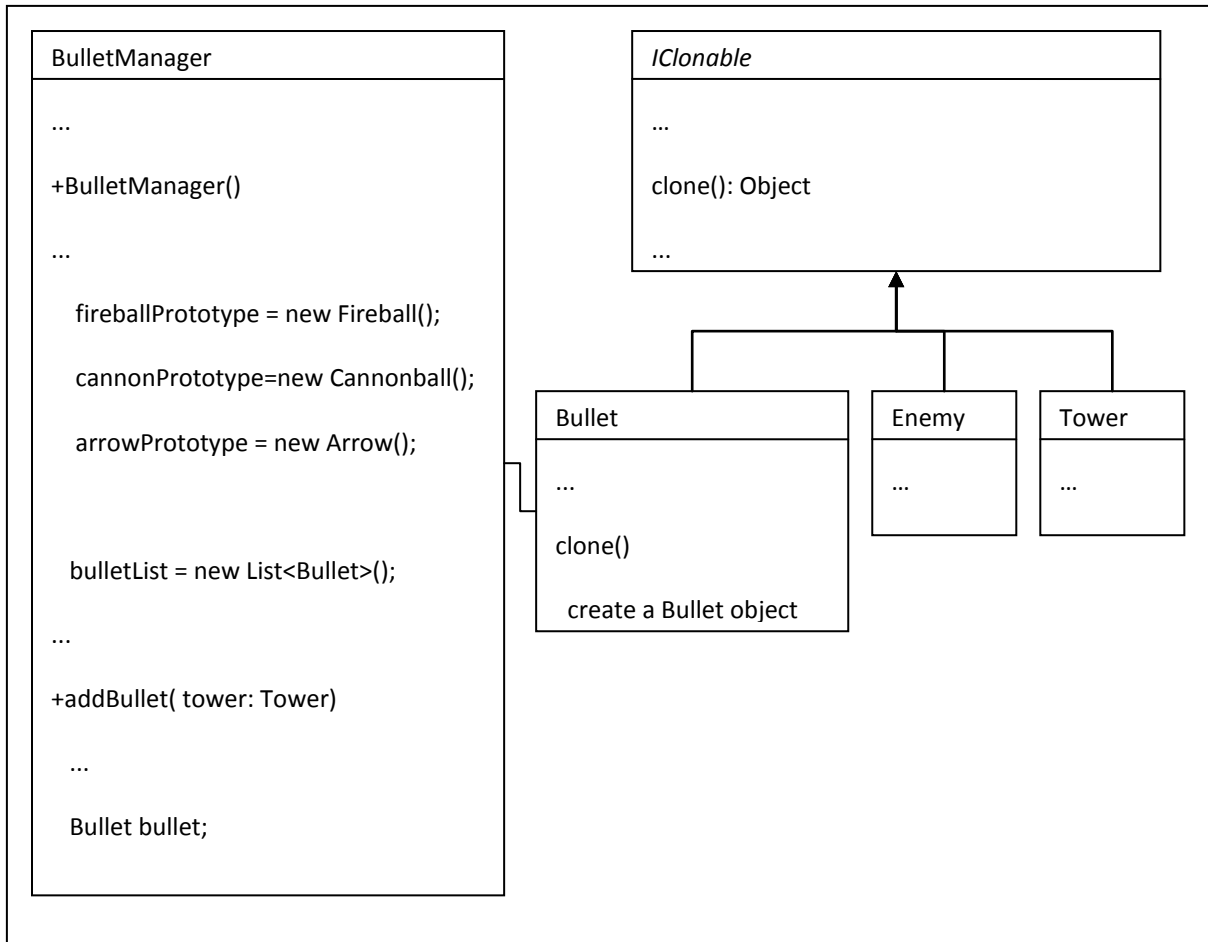 BulletManager
...
+BulletManager()
...
fireballPrototype = new Fireball();
cannonPrototype=new Cannonball();
arrowPrototype = new Arrow();
bulletList = new List<Bullet>();
...
+addBullet( tower: Tower)
...
Bullet bullet;
IClonable
...
clone(): Object
...
Bullet
...
clone()
create a Bullet object
Enemy
...
Tower
...